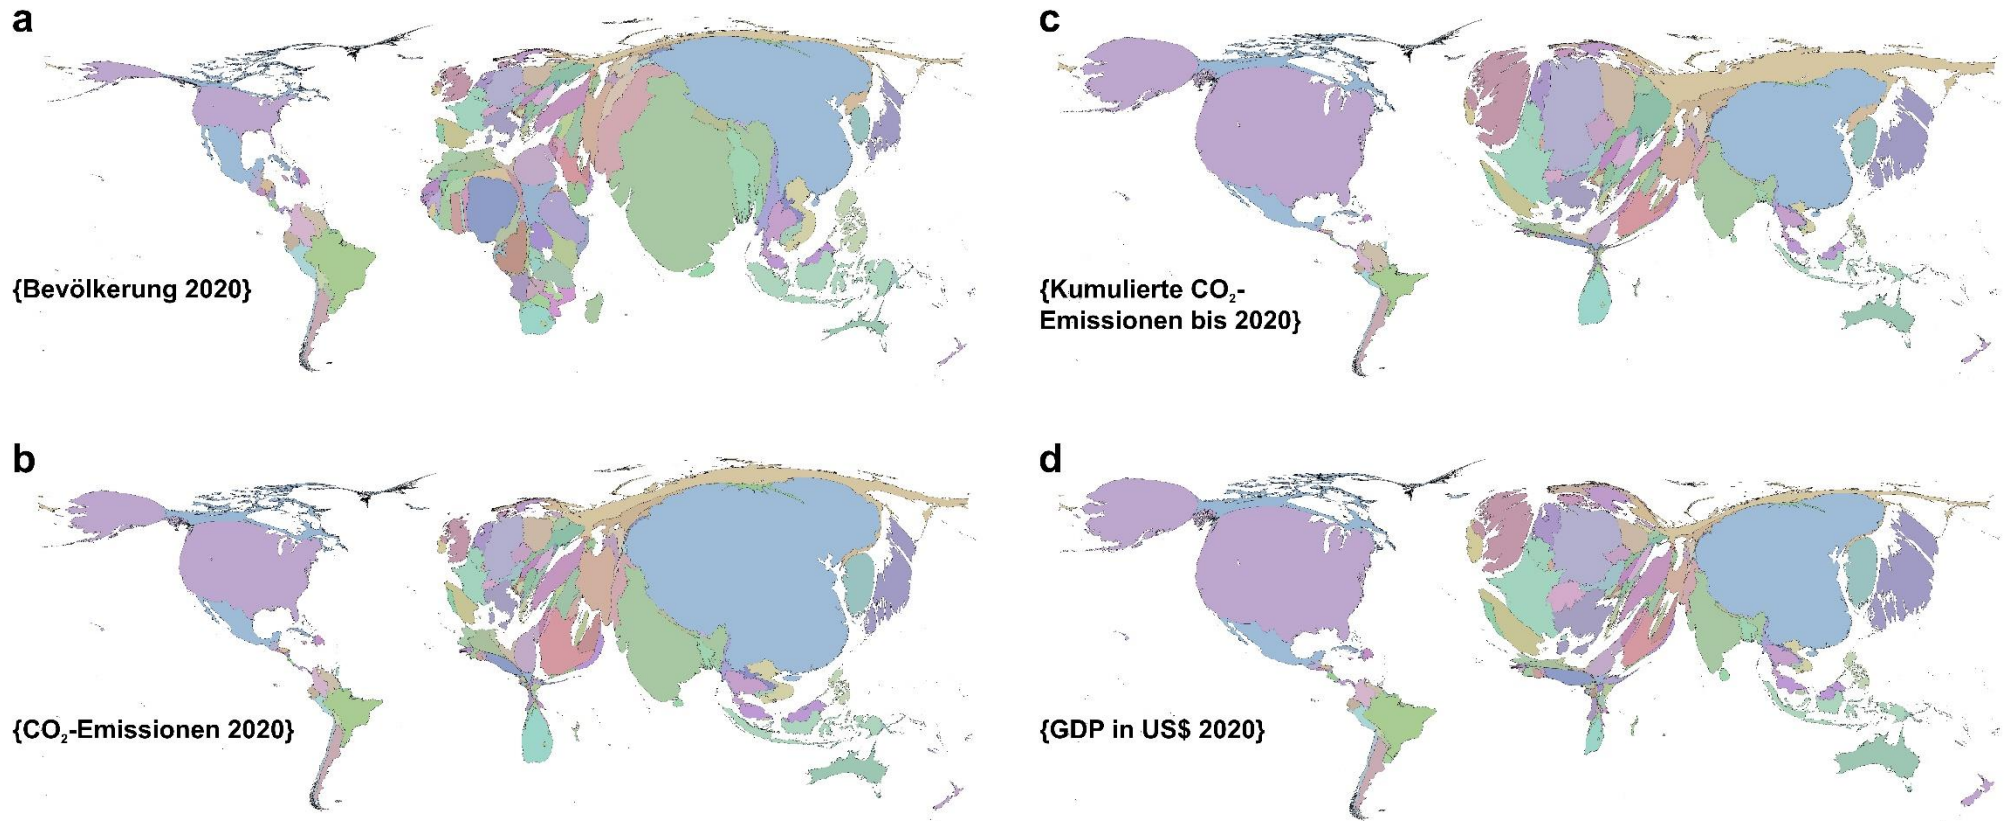 a
{Bevölkerung 2020}
b
{CO₂-Emissionen 2020}
c
{Kumulierte CO₂-
Emissionen bis 2020}
d
{GDP in US$ 2020}